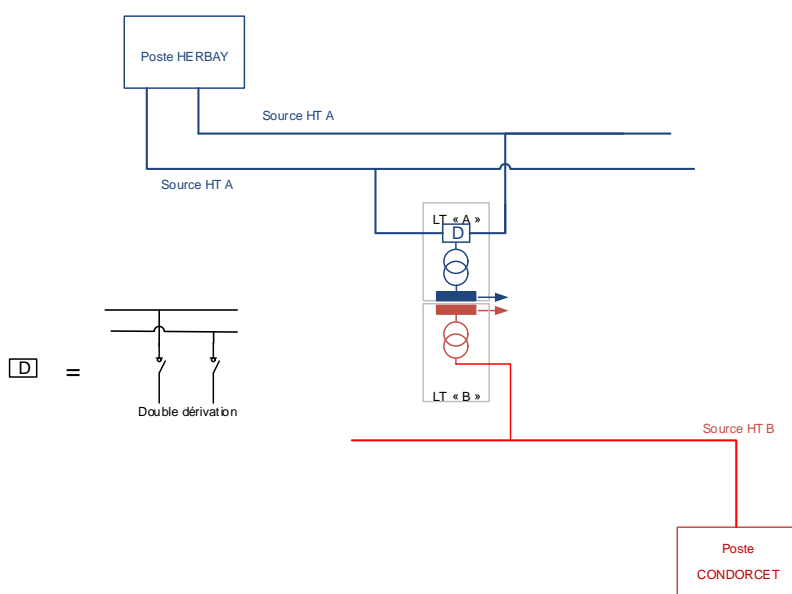 Poste HERBAY
Source HT A
Source HT A
LT « A »
D
D
=
Double dérivation
LT « B »
Source HT B
Poste
CONDORCET